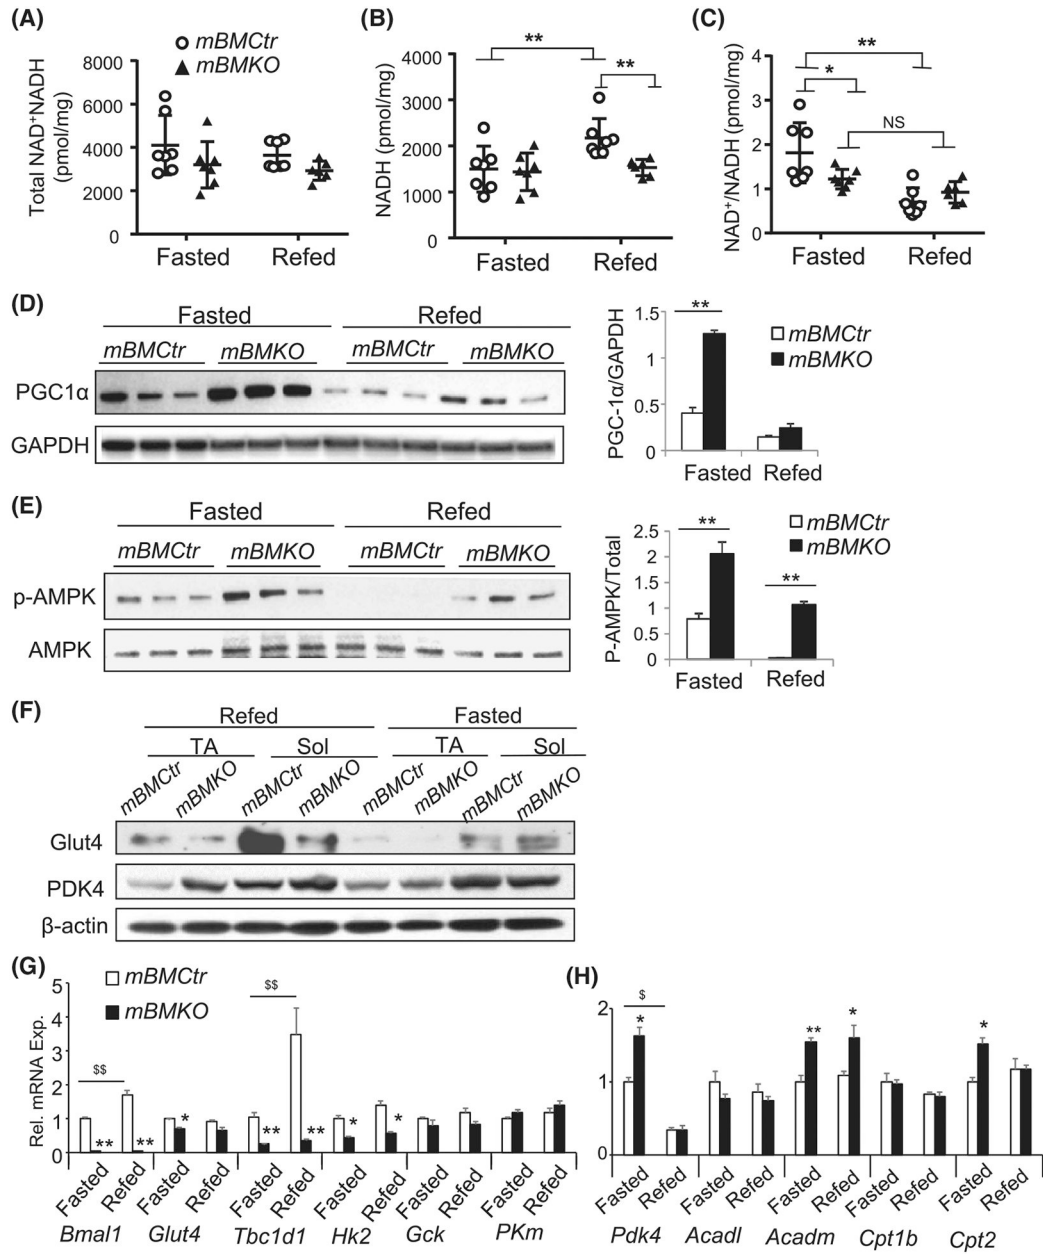 (A)
mBMCtr
mBMKO
Total NAD⁺NADH
(pmol/mg)
8000
6000
4000
2000
0
Fasted Refed
(B)
**
**
NADH (pmol/mg)
4000
3000
2000
1000
0
Fasted Refed
(C)
**
*
NS
NAD⁺/NADH (pmol/mg)
4
3
2
1
0
Fasted Refed
(D)
Fasted Refed
mBMCtr mBMKO mBMCtr mBMKO
PGC1α
GAPDH
PGC-1α/GAPDH
1.5
1
0.5
0
**
mBMCtr
mBMKO
Fasted Refed
(E)
Fasted Refed
mBMCtr mBMKO mBMCtr mBMKO
p-AMPK
AMPK
P-AMPK/Total
2.5
2
1.5
1
0.5
0
**
**
mBMCtr
mBMKO
Fasted Refed
(F)
Refed Fasted
TA Sol TA Sol
mBMCtr mBMKO mBMCtr mBMKO mBMCtr mBMKO mBMCtr mBMKO
Glut4
PDK4
β-actin
(G)
mBMCtr
mBMKO
Rel. mRNA Exp.
5
4
3
2
1
0
$$ $$
** ** * ** ** * *
Fasted Refed Fasted Refed Fasted Refed Fasted Refed Fasted Refed Fasted Refed
Bmal1 Glut4 Tbc1d1 Hk2 Gck PKm
(H)
2
1
0
$
* ** * *
Fasted Refed Fasted Refed Fasted Refed Fasted Refed Fasted Refed
Pdk4 Acadl Acadm Cpt1b Cpt2